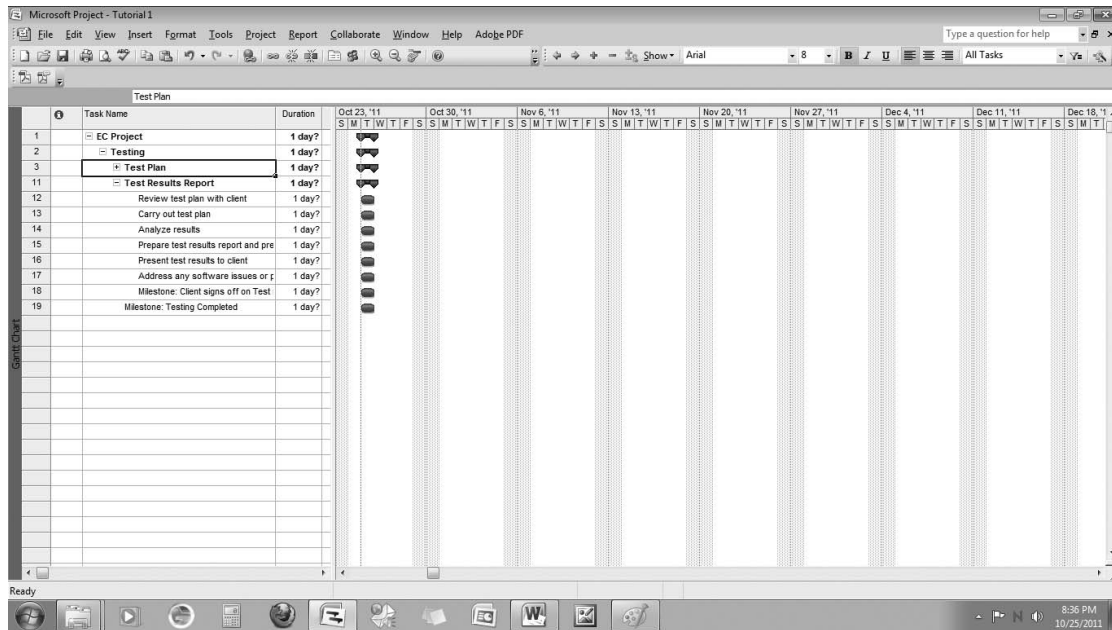 Microsoft Project - Tutorial 1
File Edit View Insert Format Tools Project Report Collaborate Window Help Adobe PDF Type a question for help
Show Arial 8 B I U All Tasks
Test Plan
Task Name Duration Oct 23, '11 Oct 30, '11 Nov 6, '11 Nov 13, '11 Nov 20, '11 Nov 27, '11 Dec 4, '11 Dec 11, '11 Dec 18, '1
S M T W T F S S M T W T F S S M T W T F S S M T W T F S S M T W T F S S M T W T F S S M T W T F S S M T W T F S S M T
1 EC Project 1 day?
2 Testing 1 day?
3 Test Plan 1 day?
11 Test Results Report 1 day?
12 Review test plan with client 1 day?
13 Carry out test plan 1 day?
14 Analyze results 1 day?
15 Prepare test results report and pre 1 day?
16 Present test results to client 1 day?
17 Address any software issues or p 1 day?
18 Milestone: Client signs off on Test 1 day?
19 Milestone: Testing Completed 1 day?
Gantt Chart
Ready
EC W
8:36 PM
10/25/2011